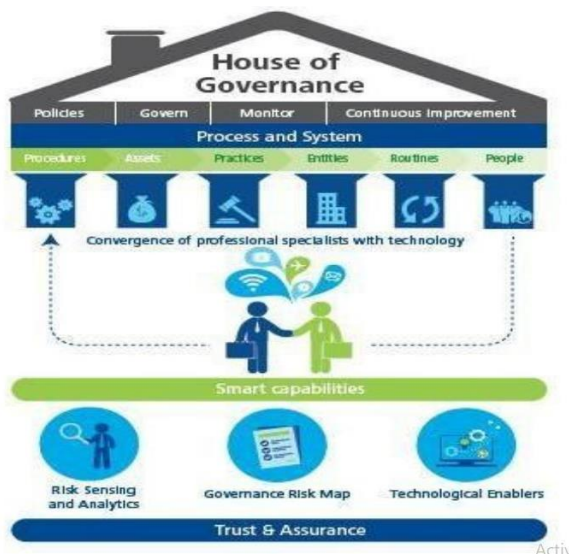 House of
Governance
Policies Govern Monitor Continuous Improvement
Process and System
Procedures Assets Practices Entities Routines People
Convergence of professional specialists with technology
Smart capabilities
Risk Sensing
and Analytics
Governance Risk Map
Technological Enablers
Trust & Assurance
Activ